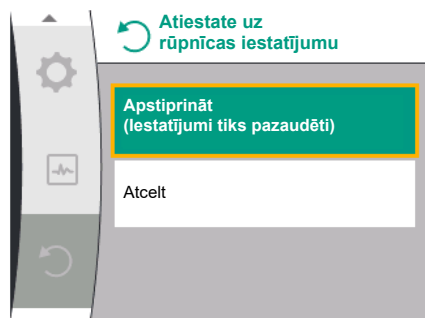 Atiestate uz
rūpnīcas iestatījumu
Apstiprināt
(Iestatījumi tiks pazaudēti)
Atcelt